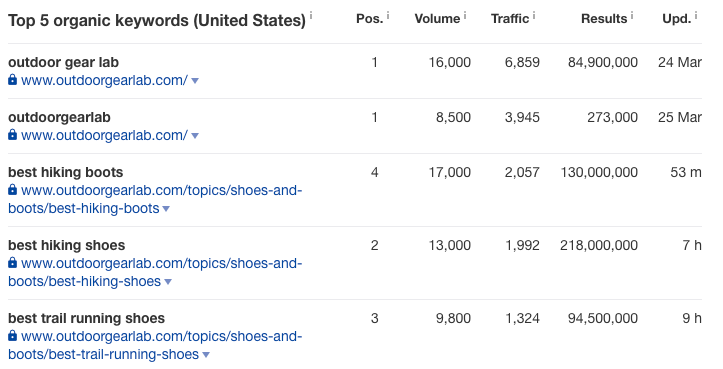 Top 5 organic keywords (United States) i Pos. i Volume i Traffic i Results i Upd. i
outdoor gear lab 1 16,000 6,859 84,900,000 24 Mar
www.outdoorgearlab.com/
outdoorgearlab 1 8,500 3,945 273,000 25 Mar
www.outdoorgearlab.com/
best hiking boots 4 17,000 2,057 130,000,000 53 m
www.outdoorgearlab.com/topics/shoes-and-
boots/best-hiking-boots
best hiking shoes 2 13,000 1,992 218,000,000 7 h
www.outdoorgearlab.com/topics/shoes-and-
boots/best-hiking-shoes
best trail running shoes 3 9,800 1,324 94,500,000 9 h
www.outdoorgearlab.com/topics/shoes-and-
boots/best-trail-running-shoes